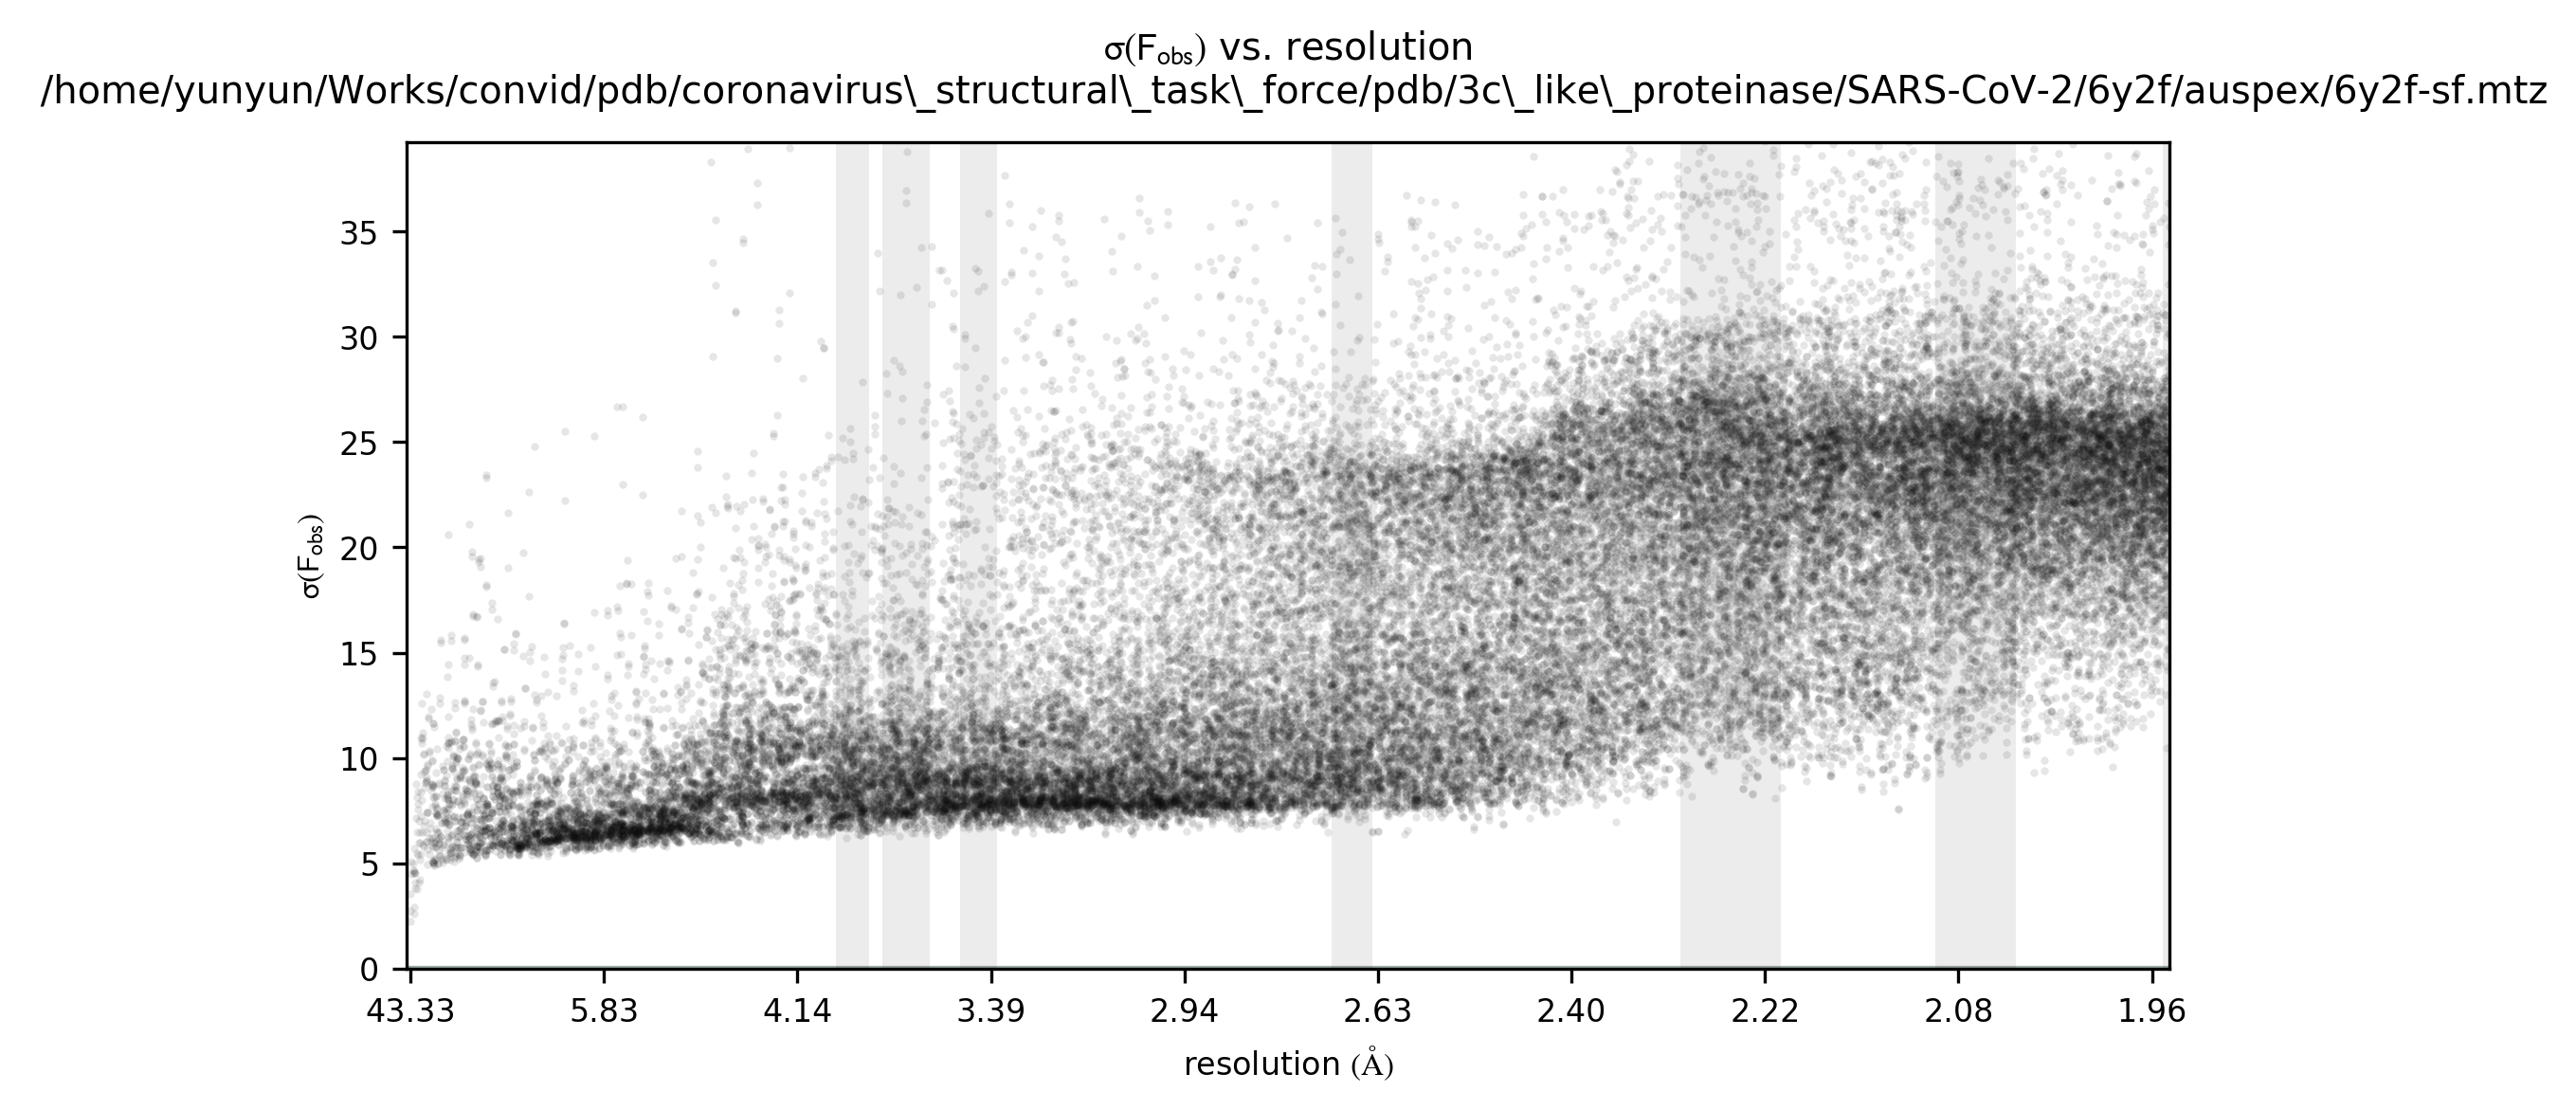 σ(Fobs) vs. resolution
/home/yunyun/Works/convid/pdb/coronavirus\_structural\_task\_force/pdb/3c\_like\_proteinase/SARS-CoV-2/6y2f/auspex/6y2f-sf.mtz
σ(Fobs)
35
30
25
20
15
10
5
0
43.33 5.83 4.14 3.39 2.94 2.63 2.40 2.22 2.08 1.96
resolution (Å)